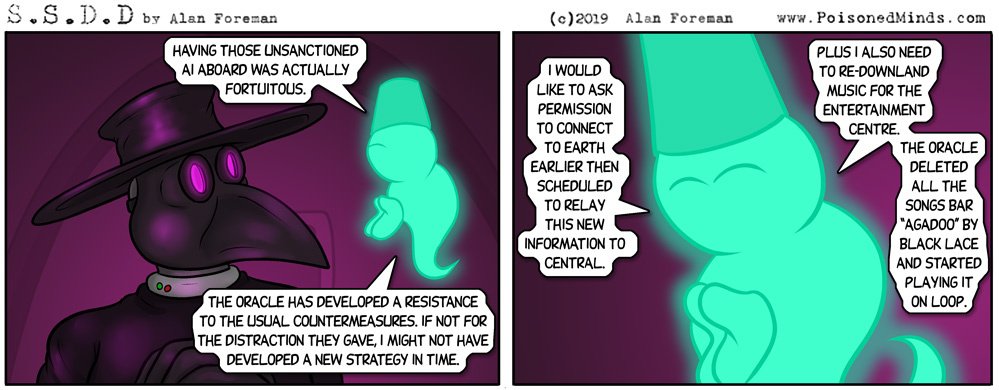 S.S.D.D by Alan Foreman
(c)2019 Alan Foreman www.PoisonedMinds.com
HAVING THOSE UNSANCTIONED
AI ABOARD WAS ACTUALLY
FORTUITOUS.
THE ORACLE HAS DEVELOPED A RESISTANCE
TO THE USUAL COUNTERMEASURES. IF NOT FOR
THE DISTRACTION THEY GAVE, I MIGHT NOT HAVE
DEVELOPED A NEW STRATEGY IN TIME.
I WOULD
LIKE TO ASK
PERMISSION
TO CONNECT
TO EARTH
EARLIER THEN
SCHEDULED
TO RELAY
THIS NEW
INFORMATION TO
CENTRAL.
PLUS I ALSO NEED
TO RE-DOWNLAND
MUSIC FOR THE
ENTERTAINMENT
CENTRE.
THE ORACLE
DELETED
ALL THE
SONGS BAR
"AGADOO" BY
BLACK LACE
AND STARTED
PLAYING IT
ON LOOP.